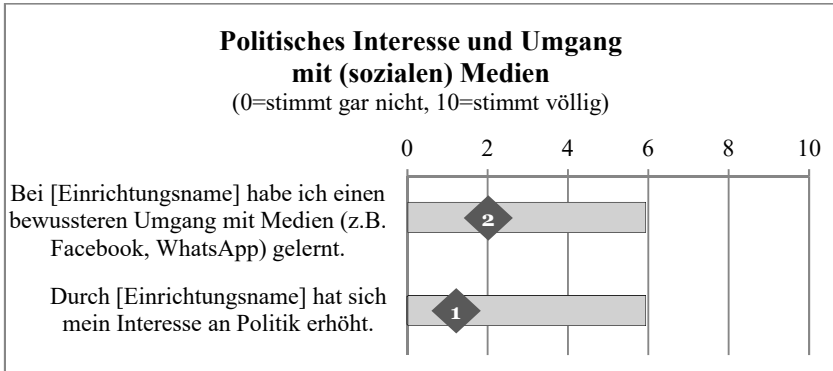 Politisches Interesse und Umgang
mit (sozialen) Medien
(0=stimmt gar nicht, 10=stimmt völlig)
0 2 4 6 8 10
Bei [Einrichtungsname] habe ich einen
bewussteren Umgang mit Medien (z.B.
Facebook, WhatsApp) gelernt.
2
Durch [Einrichtungsname] hat sich
mein Interesse an Politik erhöht.
1